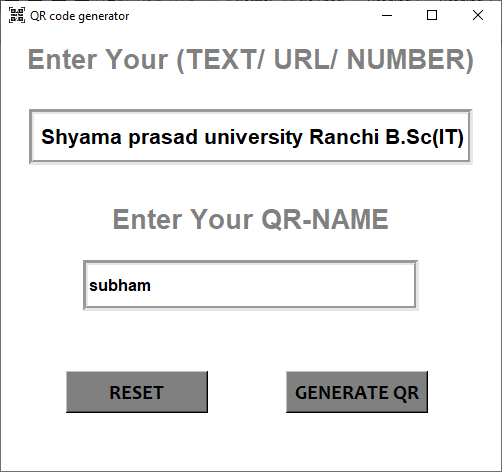 QR code generator
Enter Your (TEXT/ URL/ NUMBER)
Shyama prasad university Ranchi B.Sc(IT)
Enter Your QR-NAME
subham
RESET
GENERATE QR